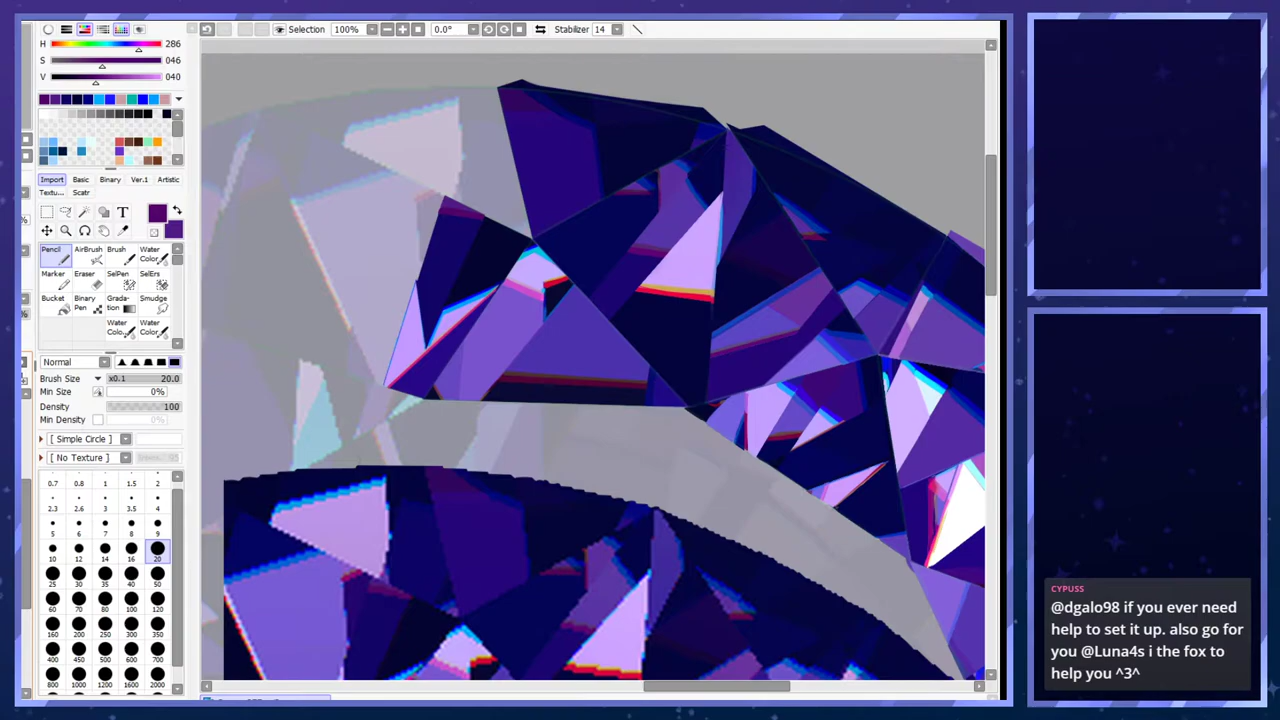 Selection 100% 0.0° Stabilizer 14
H 286
S 046
V 040
Import Basic Binary Ver.1 Artistic
Textu... Scatr
T
Pencil AirBrush Brush Water Color
Marker Eraser SelPen SelErs
Bucket Binary Pen Grada-tion Smudge
Water Colo... Water Color
Normal
Brush Size x0.1 20.0
Min Size 0%
Density 100
Min Density 0%
[ Simple Circle ]
[ No Texture ] 95
0.7 0.8 1 1.5 2
2.3 2.6 3 3.5 4
5 6 7 8 9
10 12 14 16 20
25 30 35 40 50
60 70 80 100 120
160 200 250 300 350
400 450 500 600 700
800 1000 1200 1600 2000
CYPUSS
@dgalo98 if you ever need
help to set it up. also go for
you @Luna4s i the fox to
help you ^3^